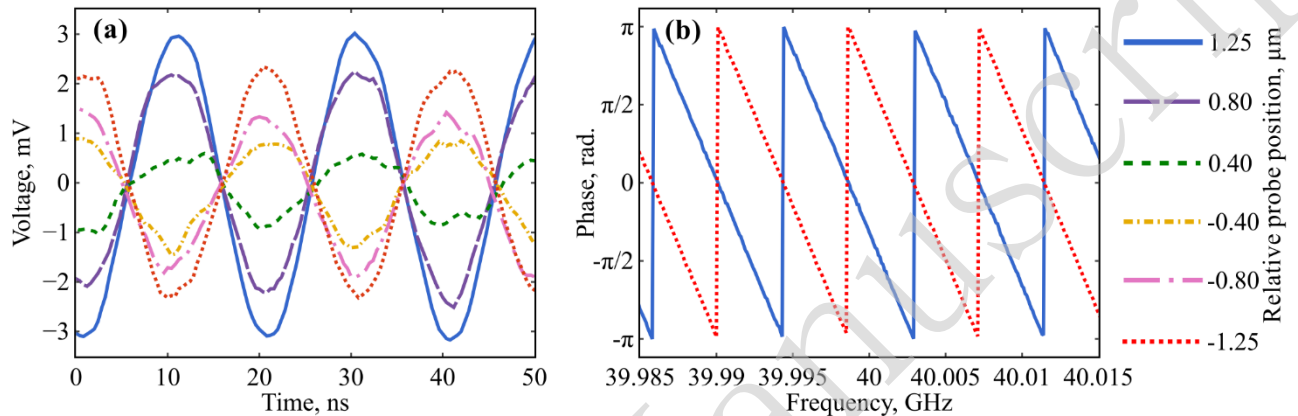 (a)
Voltage, mV
3
2
1
0
−1
−2
−3
0
10
20
30
40
50
Time, ns
(b)
Phase, rad.
π
π/2
0
-π/2
-π
39.985
39.99
39.995
40
40.005
40.01
40.015
Frequency, GHz
1.25
0.80
0.40
-0.40
-0.80
-1.25
Relative probe position, µm